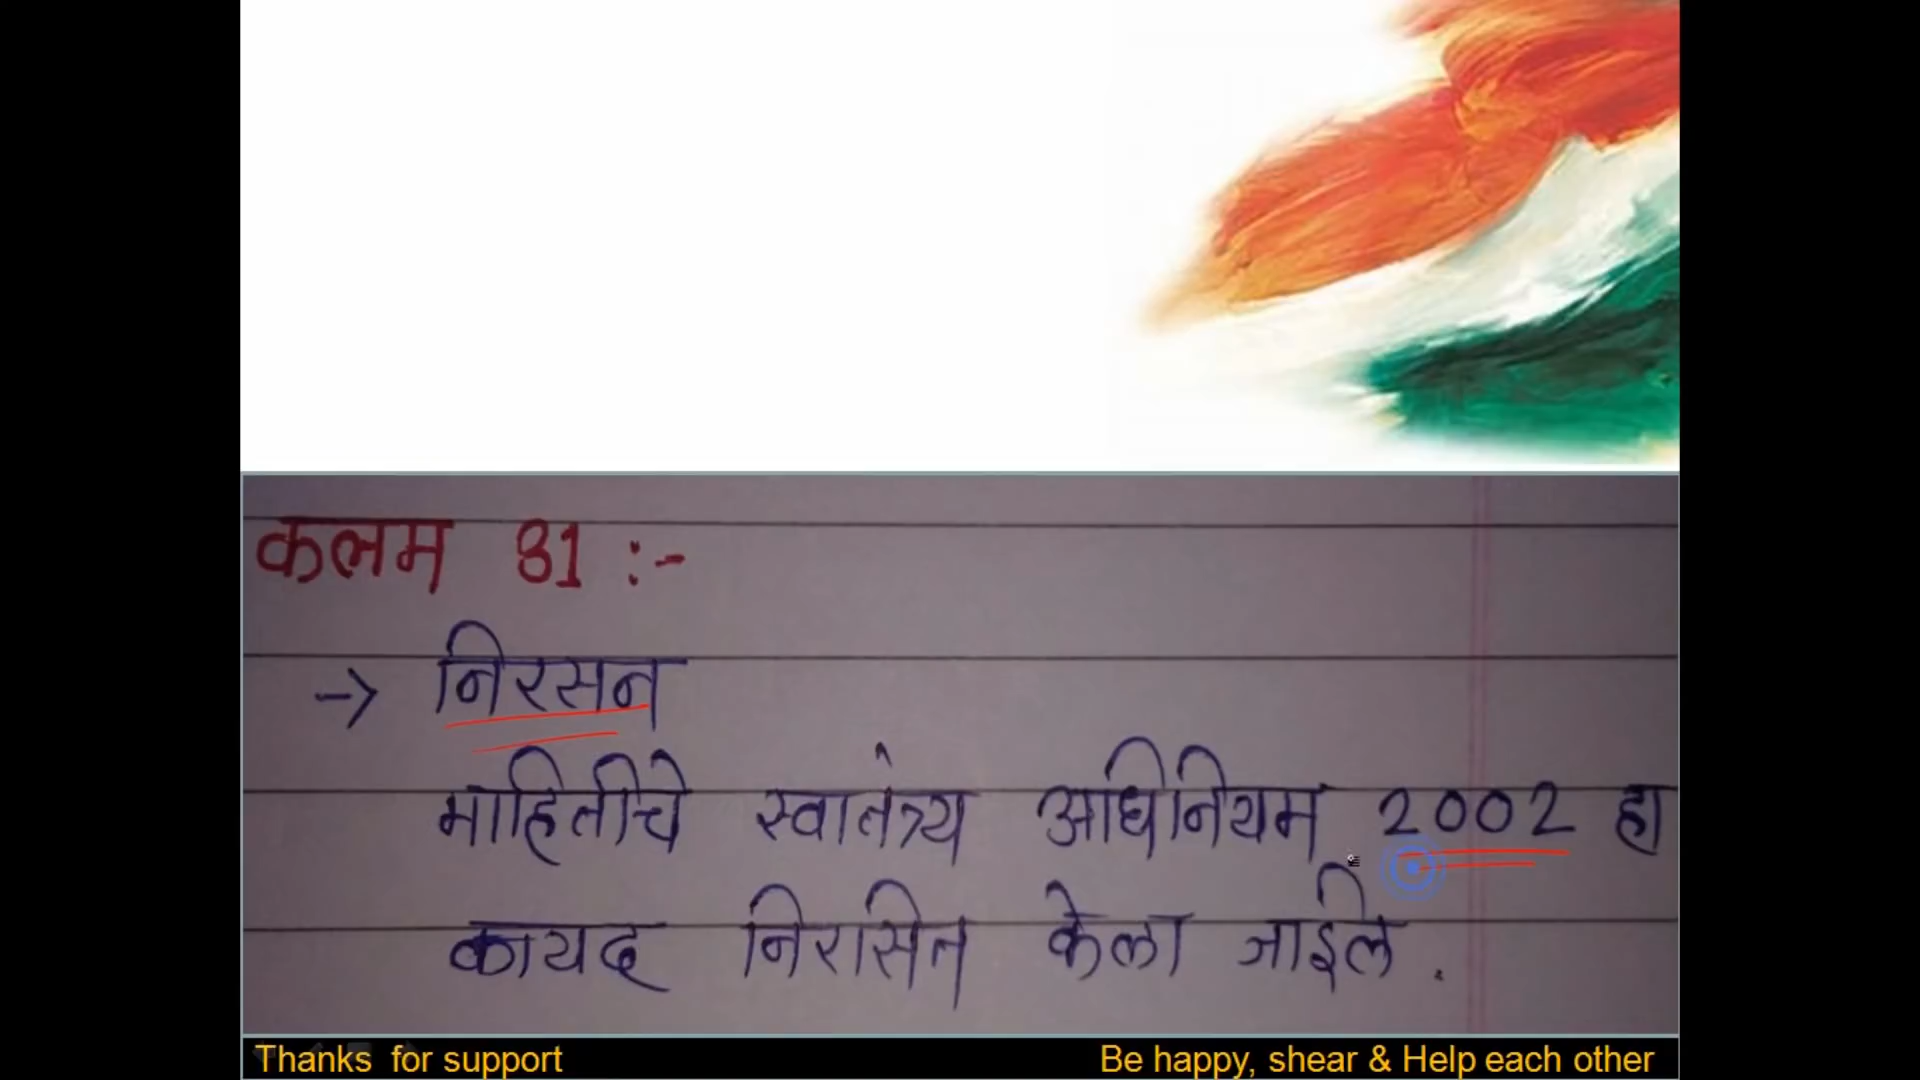 कलम 31 :-
→ निरसन
माहितीचे स्वातंत्र्य अधिनियम 2002 हा
कायद निरसित केला जाईल.
Thanks for support
Be happy, shear & Help each other